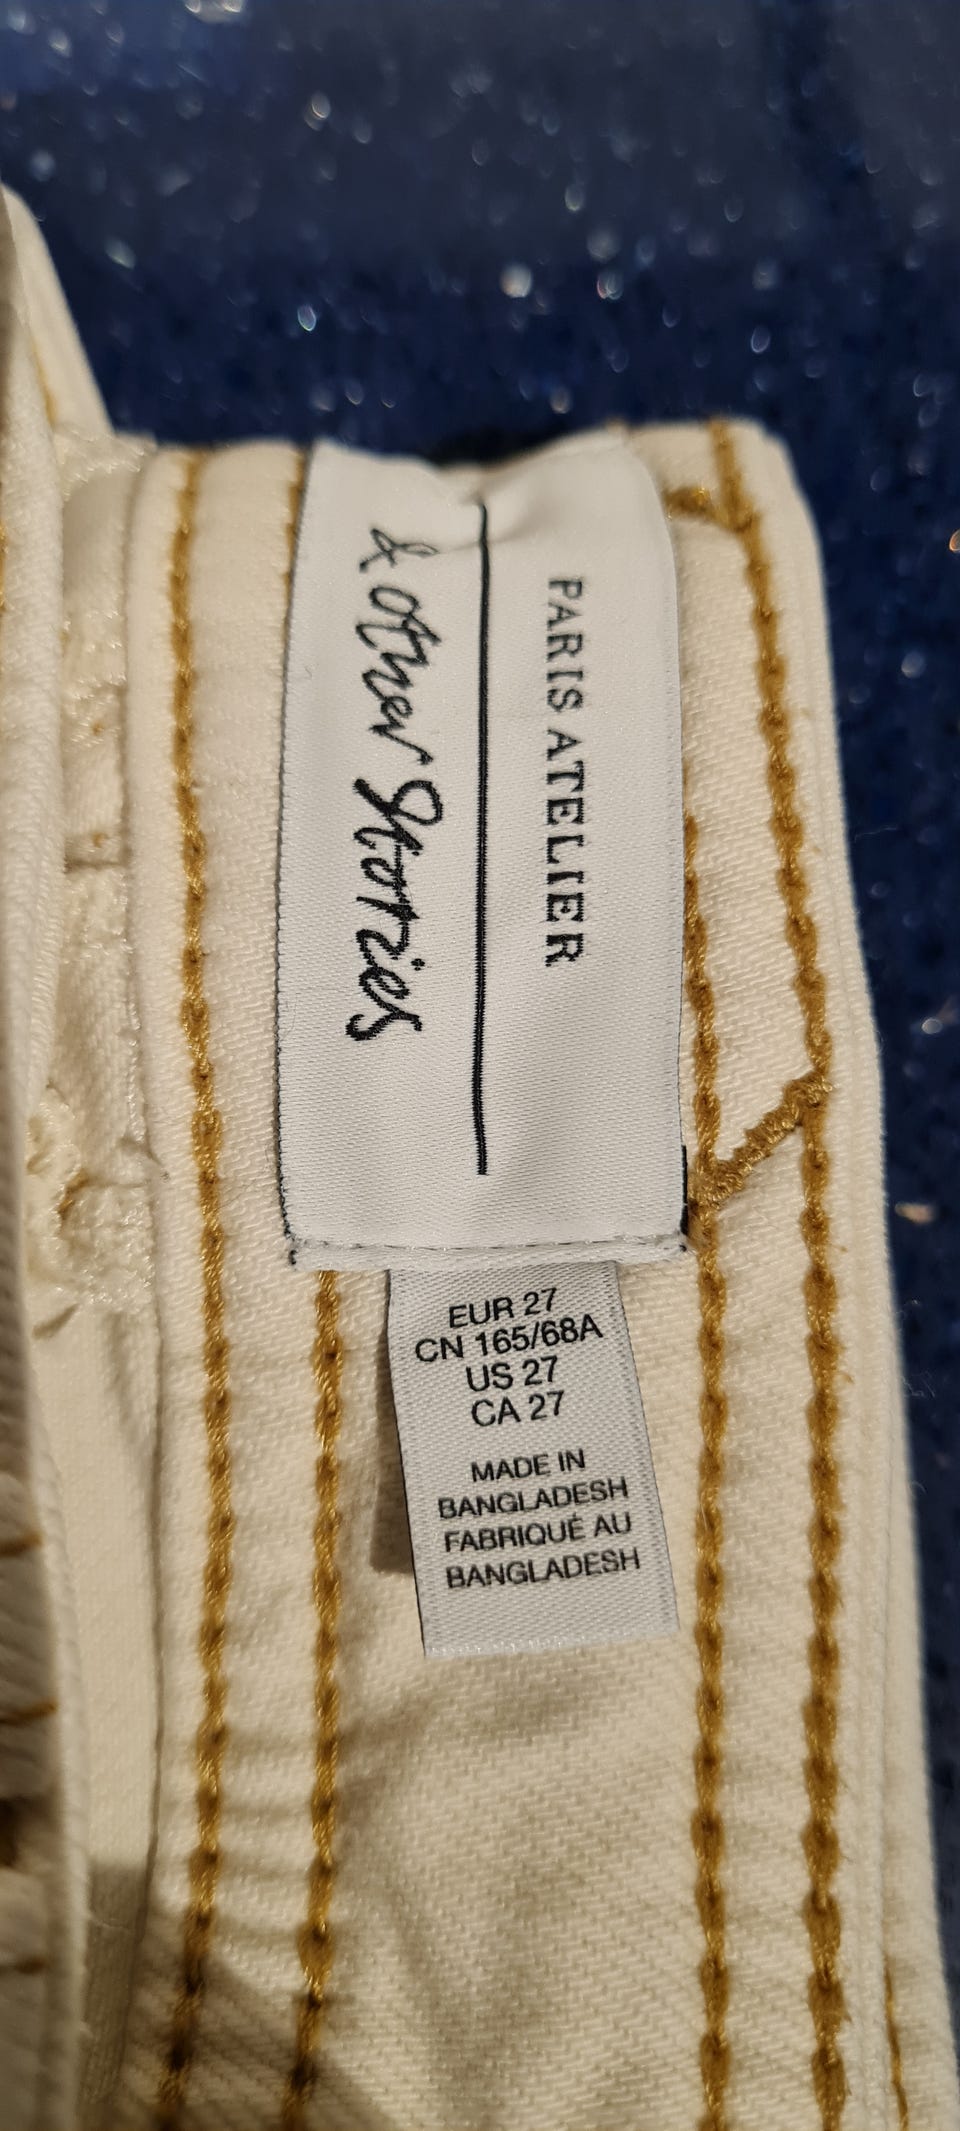 PARIS ATELIER
& other Stories
EUR 27
CN 165/68A
US 27
CA 27
MADE IN
BANGLADESH
FABRIQUÉ AU
BANGLADESH